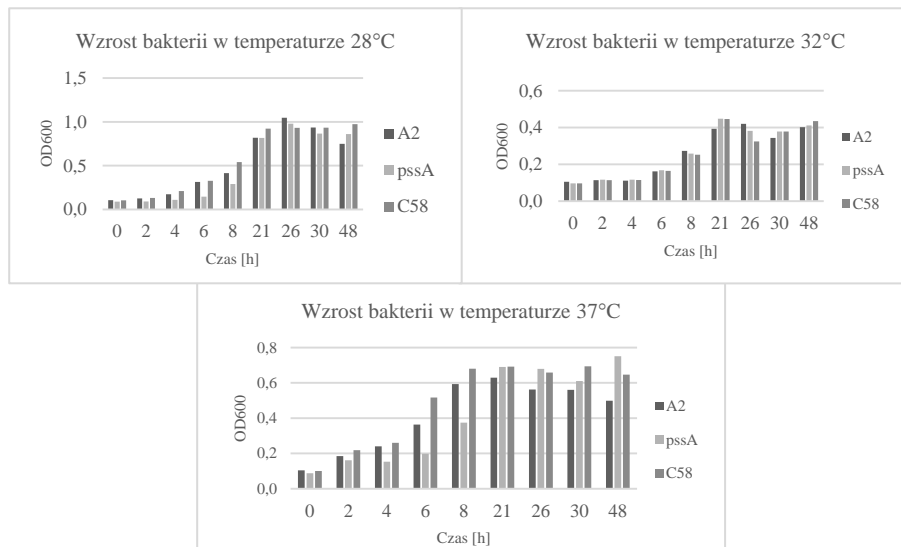 Wzrost bakterii w temperaturze 28°C
1,5
1,0
0,5
0,0
OD600
0 2 4 6 8 21 26 30 48
Czas [h]
A2
pssA
C58
Wzrost bakterii w temperaturze 32°C
0,6
0,4
0,2
0,0
OD600
0 2 4 6 8 21 26 30 48
Czas [h]
A2
pssA
C58
Wzrost bakterii w temperaturze 37°C
0,8
0,6
0,4
0,2
0,0
OD600
0 2 4 6 8 21 26 30 48
Czas [h]
A2
pssA
C58